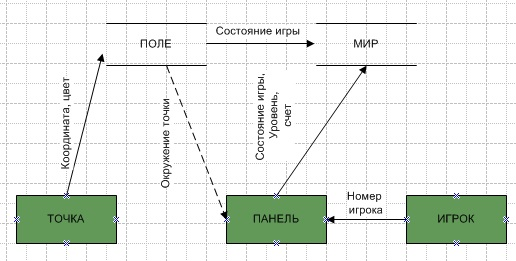 Состояние игры
ПОЛЕ
МИР
Координата, цвет
Окружение точки
Состояние игры,
Уровень,
счет
Номер
игрока
ТОЧКА
ПАНЕЛЬ
ИГРОК